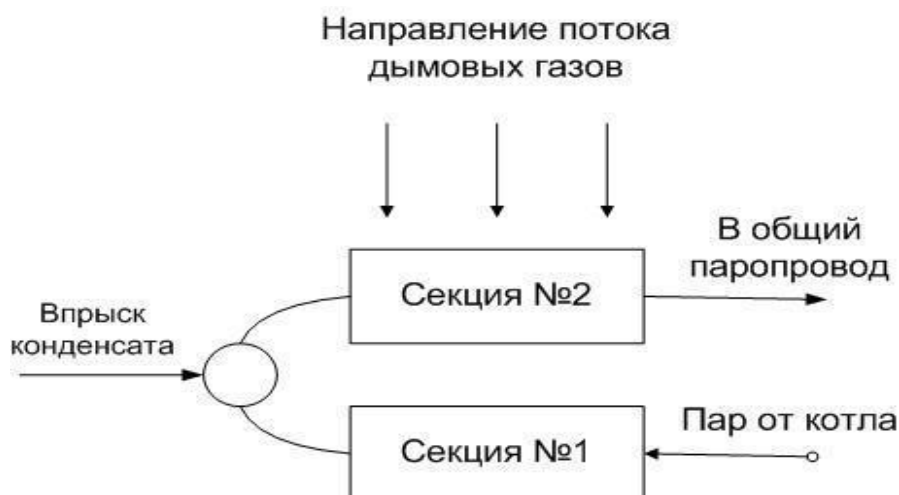 Направление потока
дымовых газов
В общий
паропровод
Секция №2
Впрыск
конденсата
Пар от котла
Секция №1